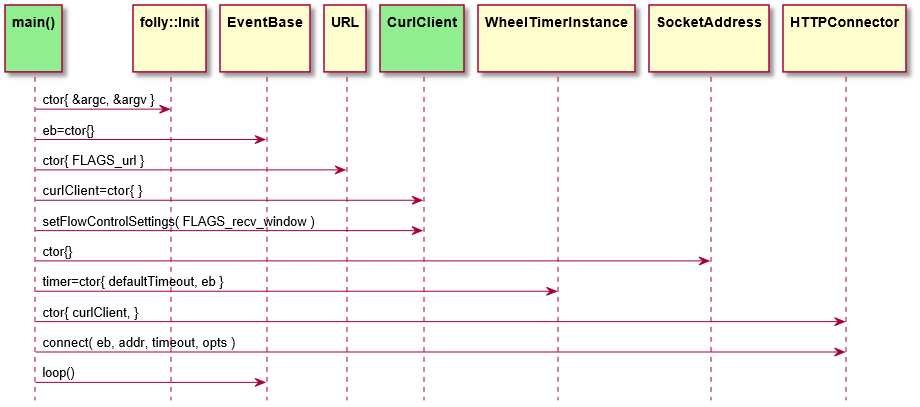 main()
folly::Init
EventBase
URL
CurlClient
WheelTimerInstance
SocketAddress
HTTPConnector
ctor{ &argc, &argv }
eb=ctor{}
ctor{ FLAGS_url }
curlClient=ctor{ }
setFlowControlSettings( FLAGS_recv_window )
ctor{}
timer=ctor{ defaultTimeout, eb }
ctor{ curlClient, }
connect( eb, addr, timeout, opts )
loop()